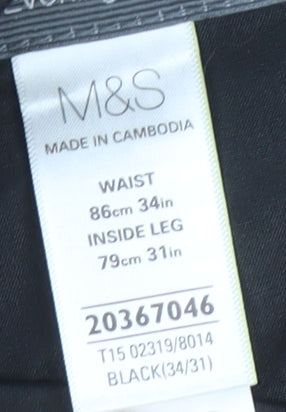 M&S
MADE IN CAMBODIA
WAIST
86cm 34in
INSIDE LEG
79cm 31in
20367046
T15 02319/8014
BLACK(34/31)